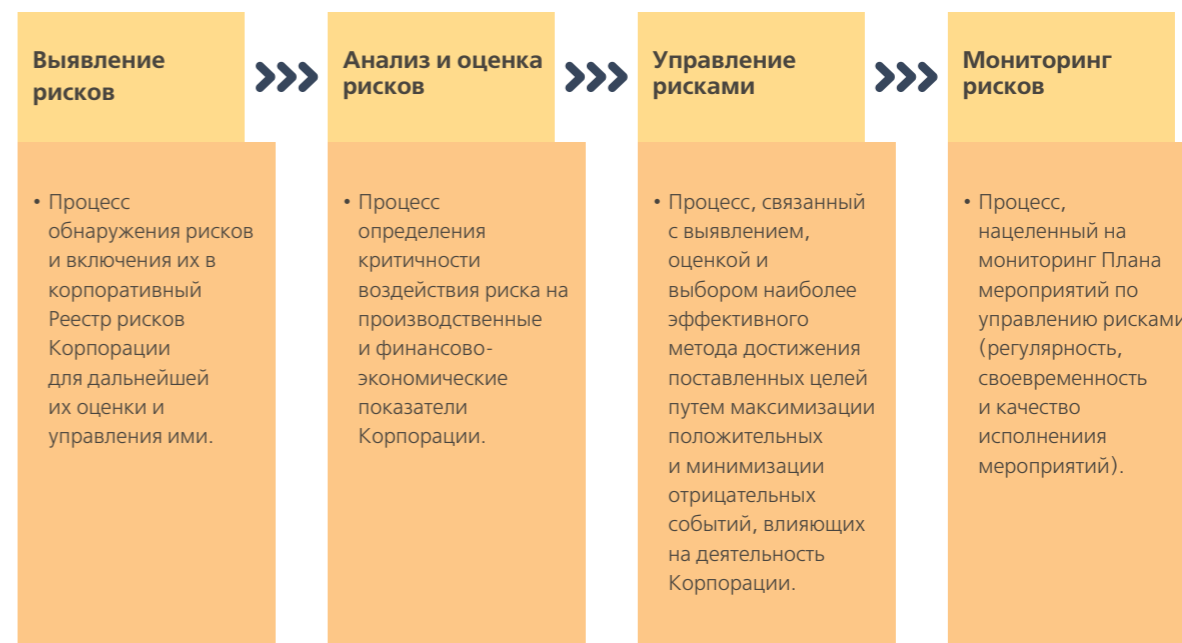 Выявление
рисков
Анализ и оценка
рисков
Управление
рисками
Мониторинг
рисков
• Процесс
обнаружения рисков
и включения их в
корпоративный
Реестр рисков
Корпорации
для дальнейшей
их оценки и
управления ими.
• Процесс
определения
критичности
воздействия риска на
производственные
и финансово-
экономические
показатели
Корпорации.
• Процесс, связанный
с выявлением,
оценкой и
выбором наиболее
эффективного
метода достижения
поставленных целей
путем максимизации
положительных
и минимизации
отрицательных
событий, влияющих
на деятельность
Корпорации.
• Процесс,
нацеленный на
мониторинг Плана
мероприятий по
управлению рисками
(регулярность,
своевременность
и качество
исполнениия
мероприятий).